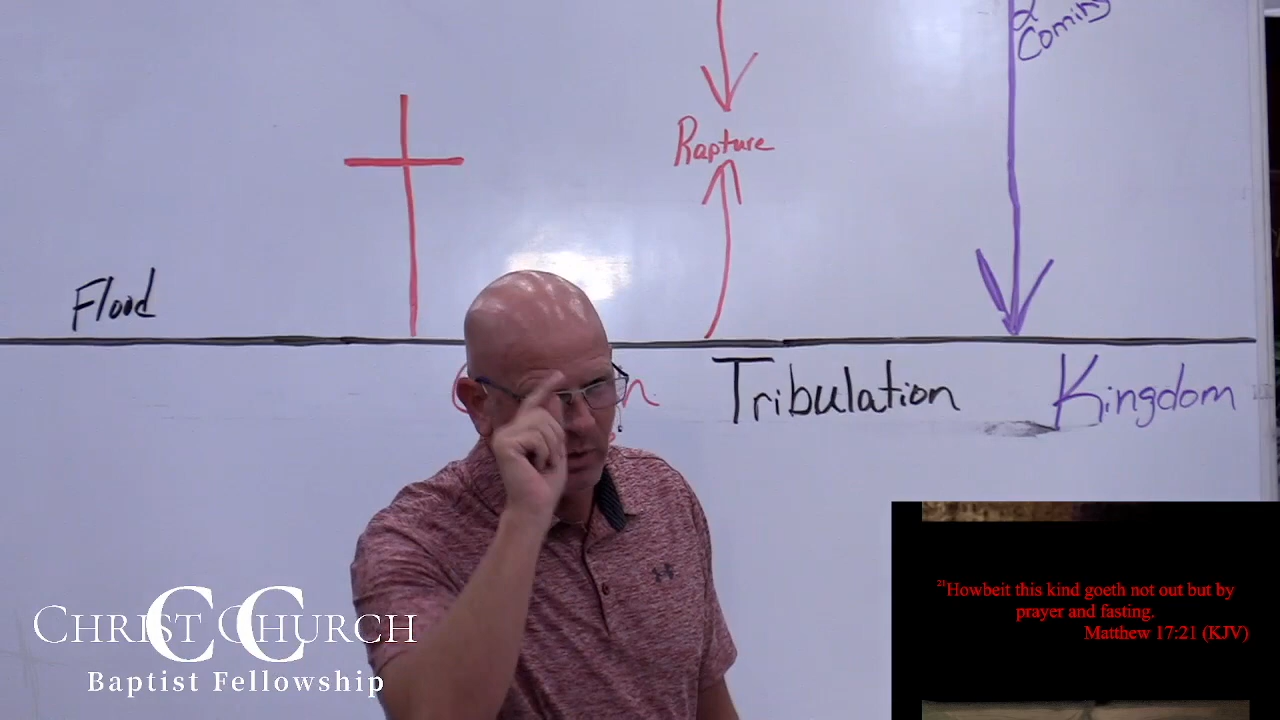 Coming
Rapture
Flood
Tribulation
Kingdom
21Howbeit this kind goeth not out but by
prayer and fasting.
Matthew 17:21 (KJV)
CC
CHRIST CHURCH
Baptist Fellowship